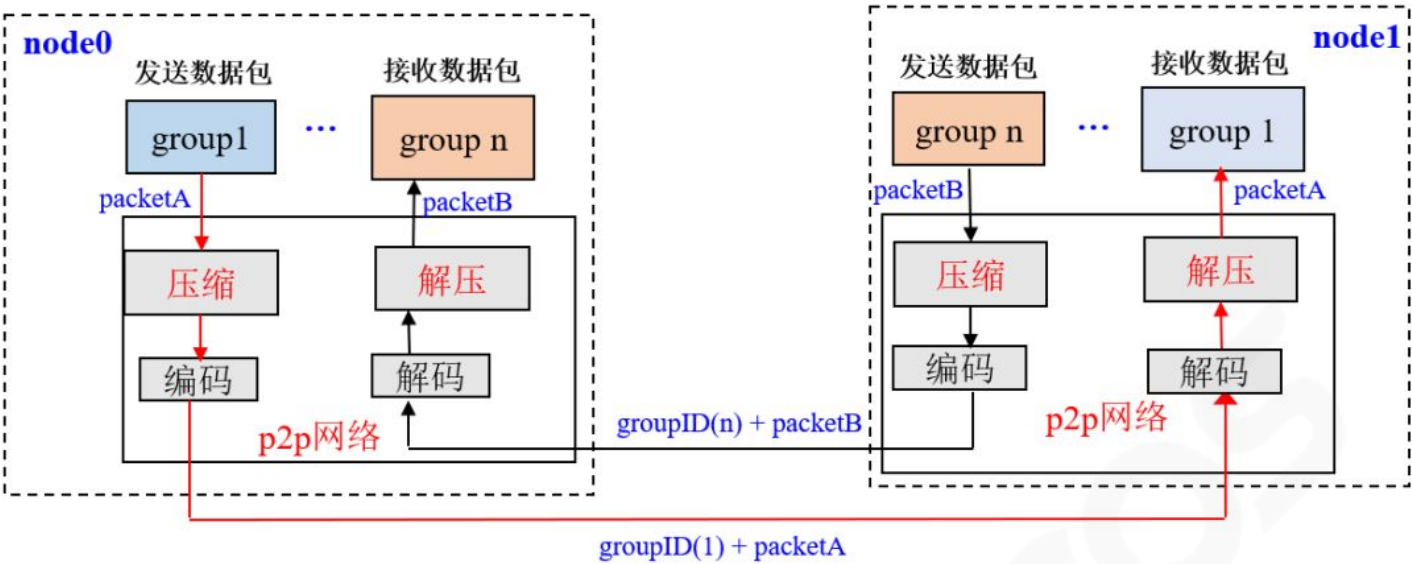 node0
node1
发送数据包
接收数据包
发送数据包
接收数据包
group1
...
group n
group n
...
group 1
packetA
packetB
packetB
packetA
压缩
解压
压缩
解压
编码
解码
编码
解码
p2p网络
groupID(n) + packetB
p2p网络
groupID(1) + packetA